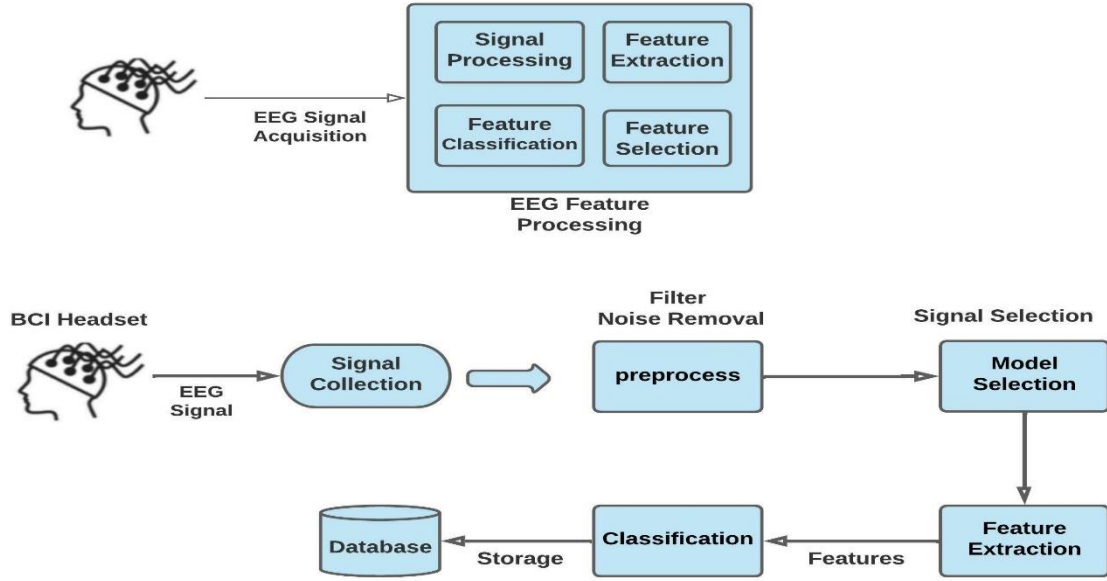 Signal
Processing
Feature
Extraction
EEG Signal
Acquisition
Feature
Classification
Feature
Selection
EEG Feature
Processing
BCI Headset
Filter
Noise Removal
Signal Selection
EEG
Signal
Signal
Collection
preprocess
Model
Selection
Database
Storage
Classification
Features
Feature
Extraction